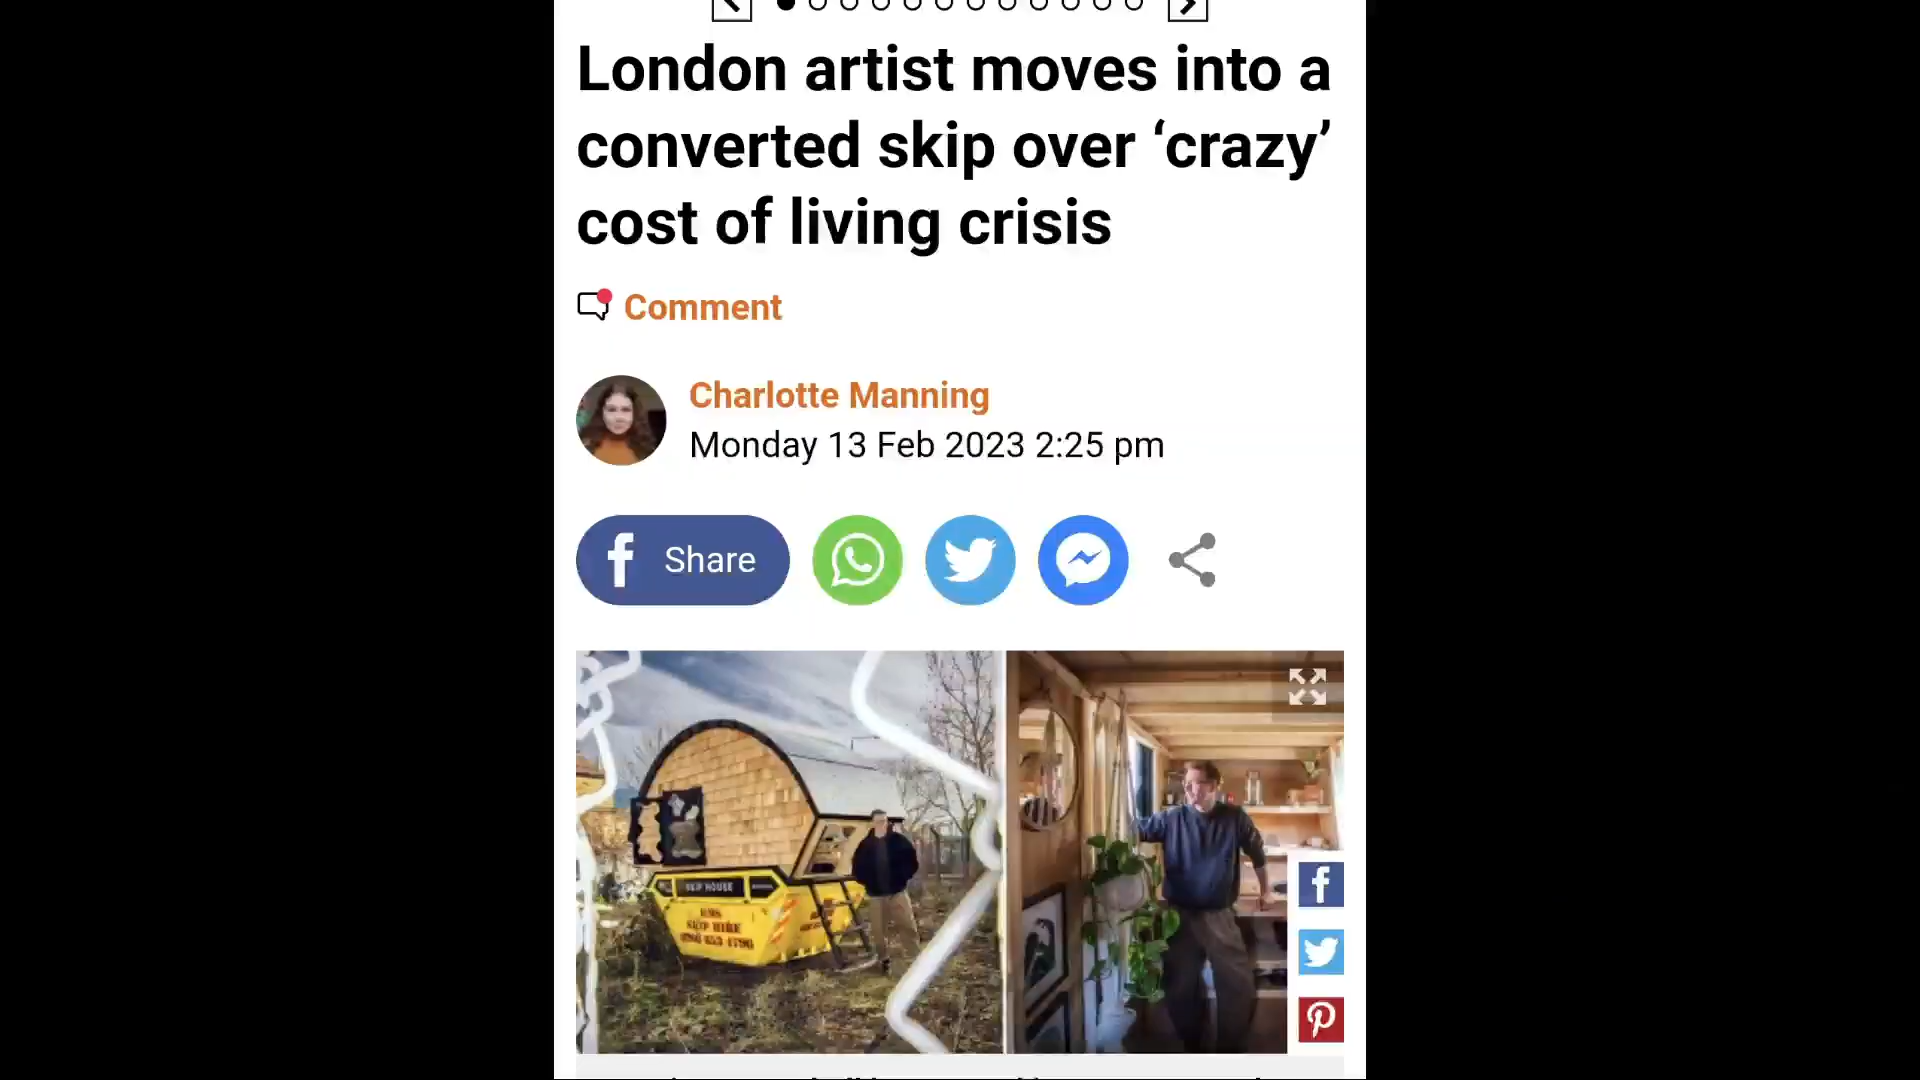 London artist moves into a
converted skip over ‘crazy’
cost of living crisis
Comment
Charlotte Manning
Monday 13 Feb 2023 2:25 pm
Share
SKIP HOUSE
SKIP HIRE